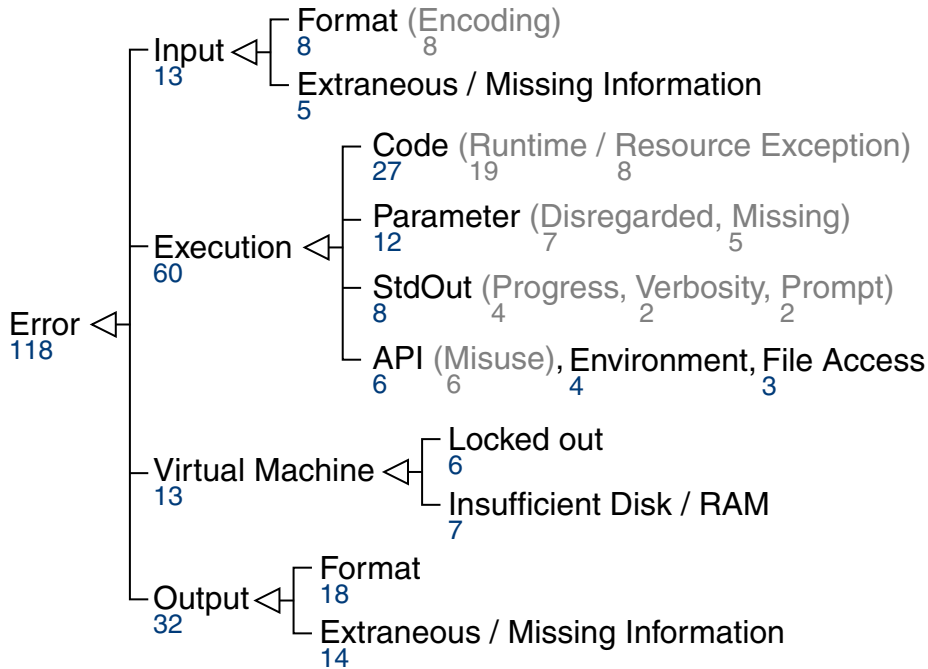 Format (Encoding)
8 8
Input
13
Extraneous / Missing Information
5
Code (Runtime / Resource Exception)
27 19 8
Parameter (Disregarded, Missing)
12 7 5
Execution
60
StdOut (Progress, Verbosity, Prompt)
8 4 2 2
Error
118
API (Misuse), Environment, File Access
6 6 4 3
Locked out
6
Virtual Machine
13
Insufficient Disk / RAM
7
Format
18
Output
32
Extraneous / Missing Information
14